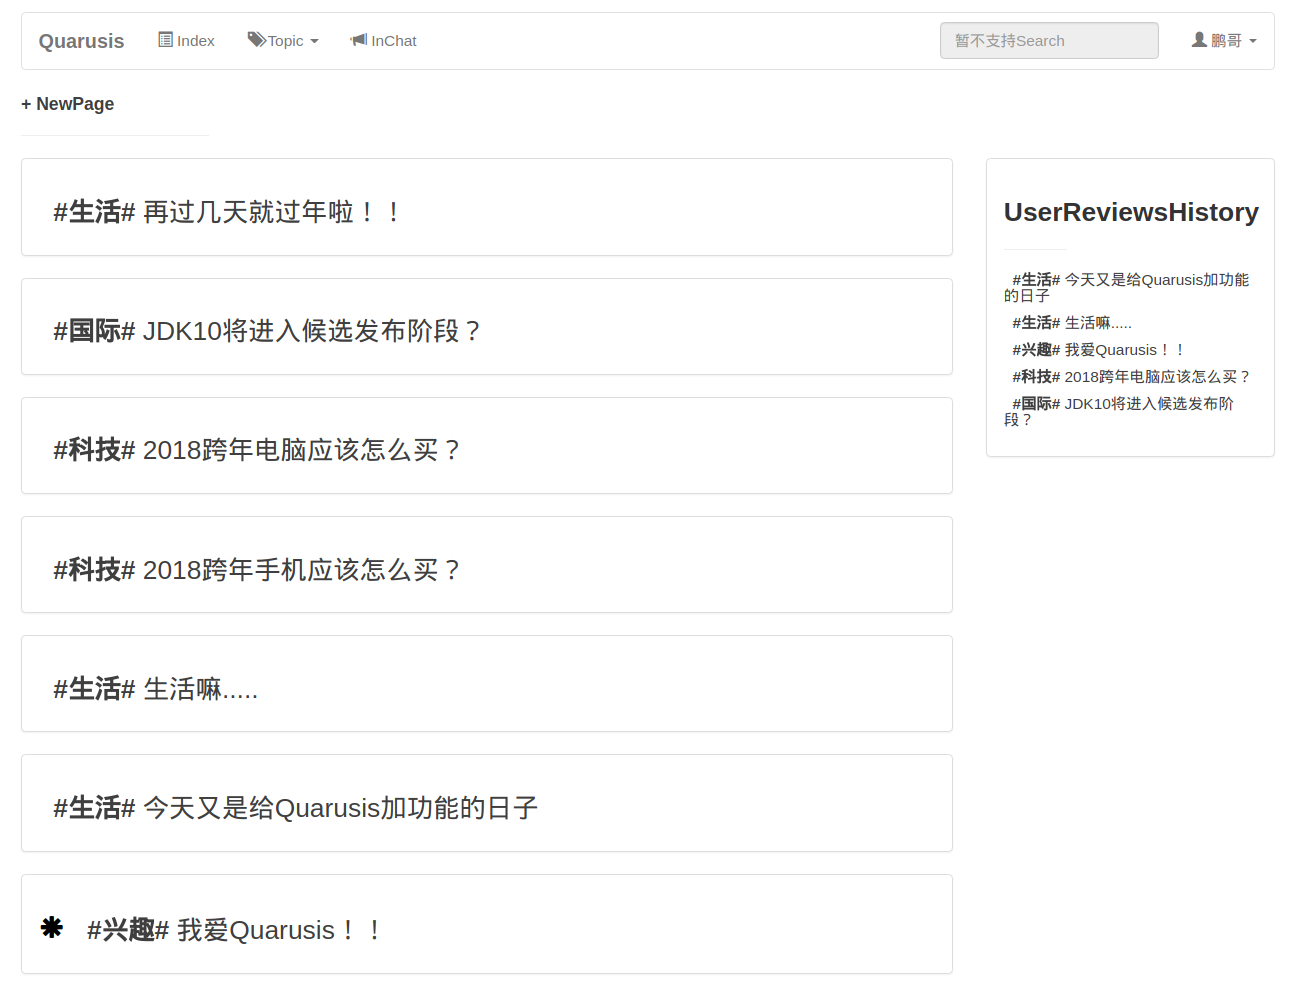 Quarusis Index Topic InChat 暂不支持Search 鹏哥
+ NewPage
#生活# 再过几天就过年啦！！
#国际# JDK10将进入候选发布阶段？
#科技# 2018跨年电脑应该怎么买？
#科技# 2018跨年手机应该怎么买？
#生活# 生活嘛.....
#生活# 今天又是给Quarusis加功能的日子
#兴趣# 我爱Quarusis！！
UserReviewsHistory
#生活# 今天又是给Quarusis加功能
的日子
#生活# 生活嘛.....
#兴趣# 我爱Quarusis！！
#科技# 2018跨年电脑应该怎么买？
#国际# JDK10将进入候选发布阶
段？